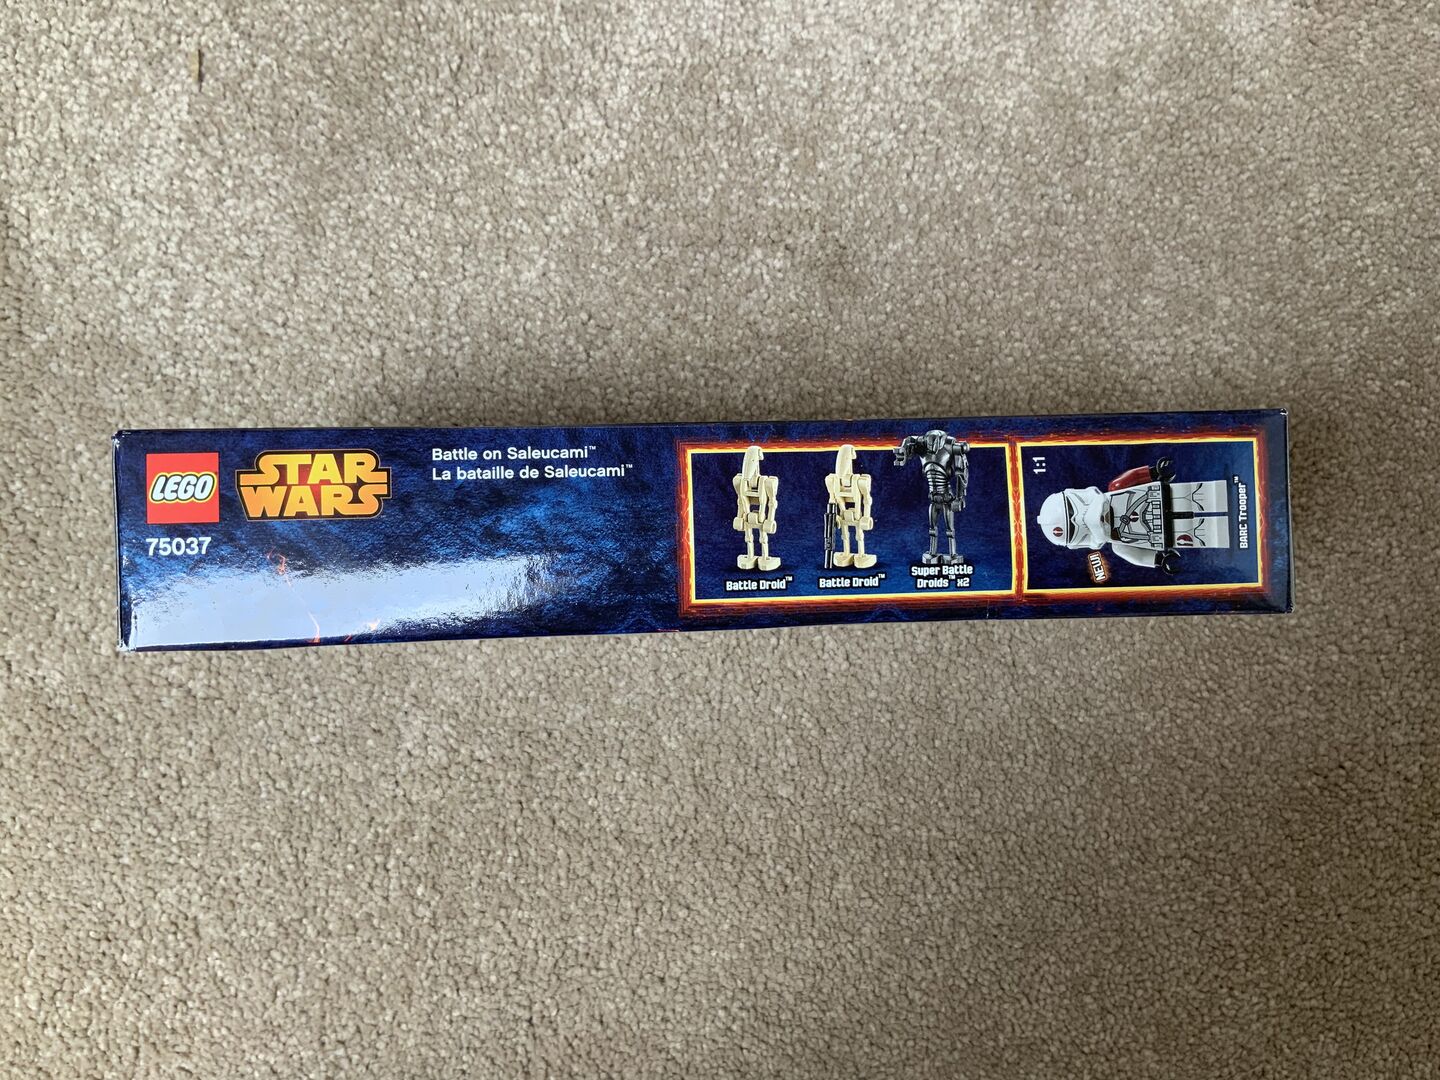 LEGO
STAR
WARS
75037
Battle on Saleucami™
La bataille de Saleucami™
Battle Droid™
Battle Droid™
Super Battle
Droids™ x2
1:1
NEW!
BARC Trooper™